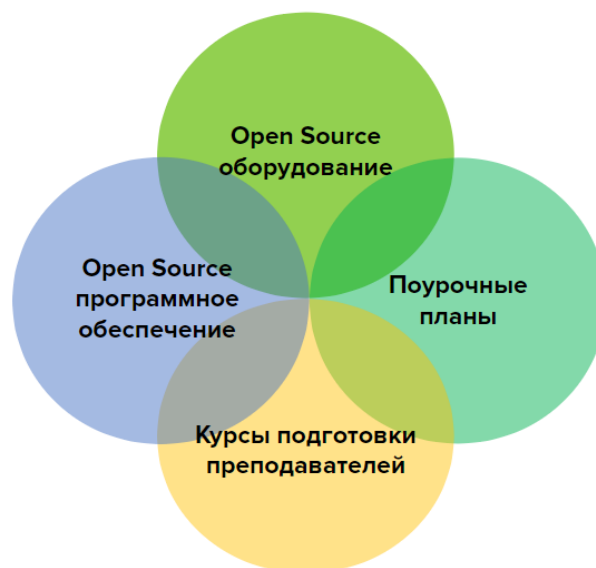 Open Source
оборудование
Open Source
программное
обеспечение
Поурочные
планы
Курсы подготовки
преподавателей